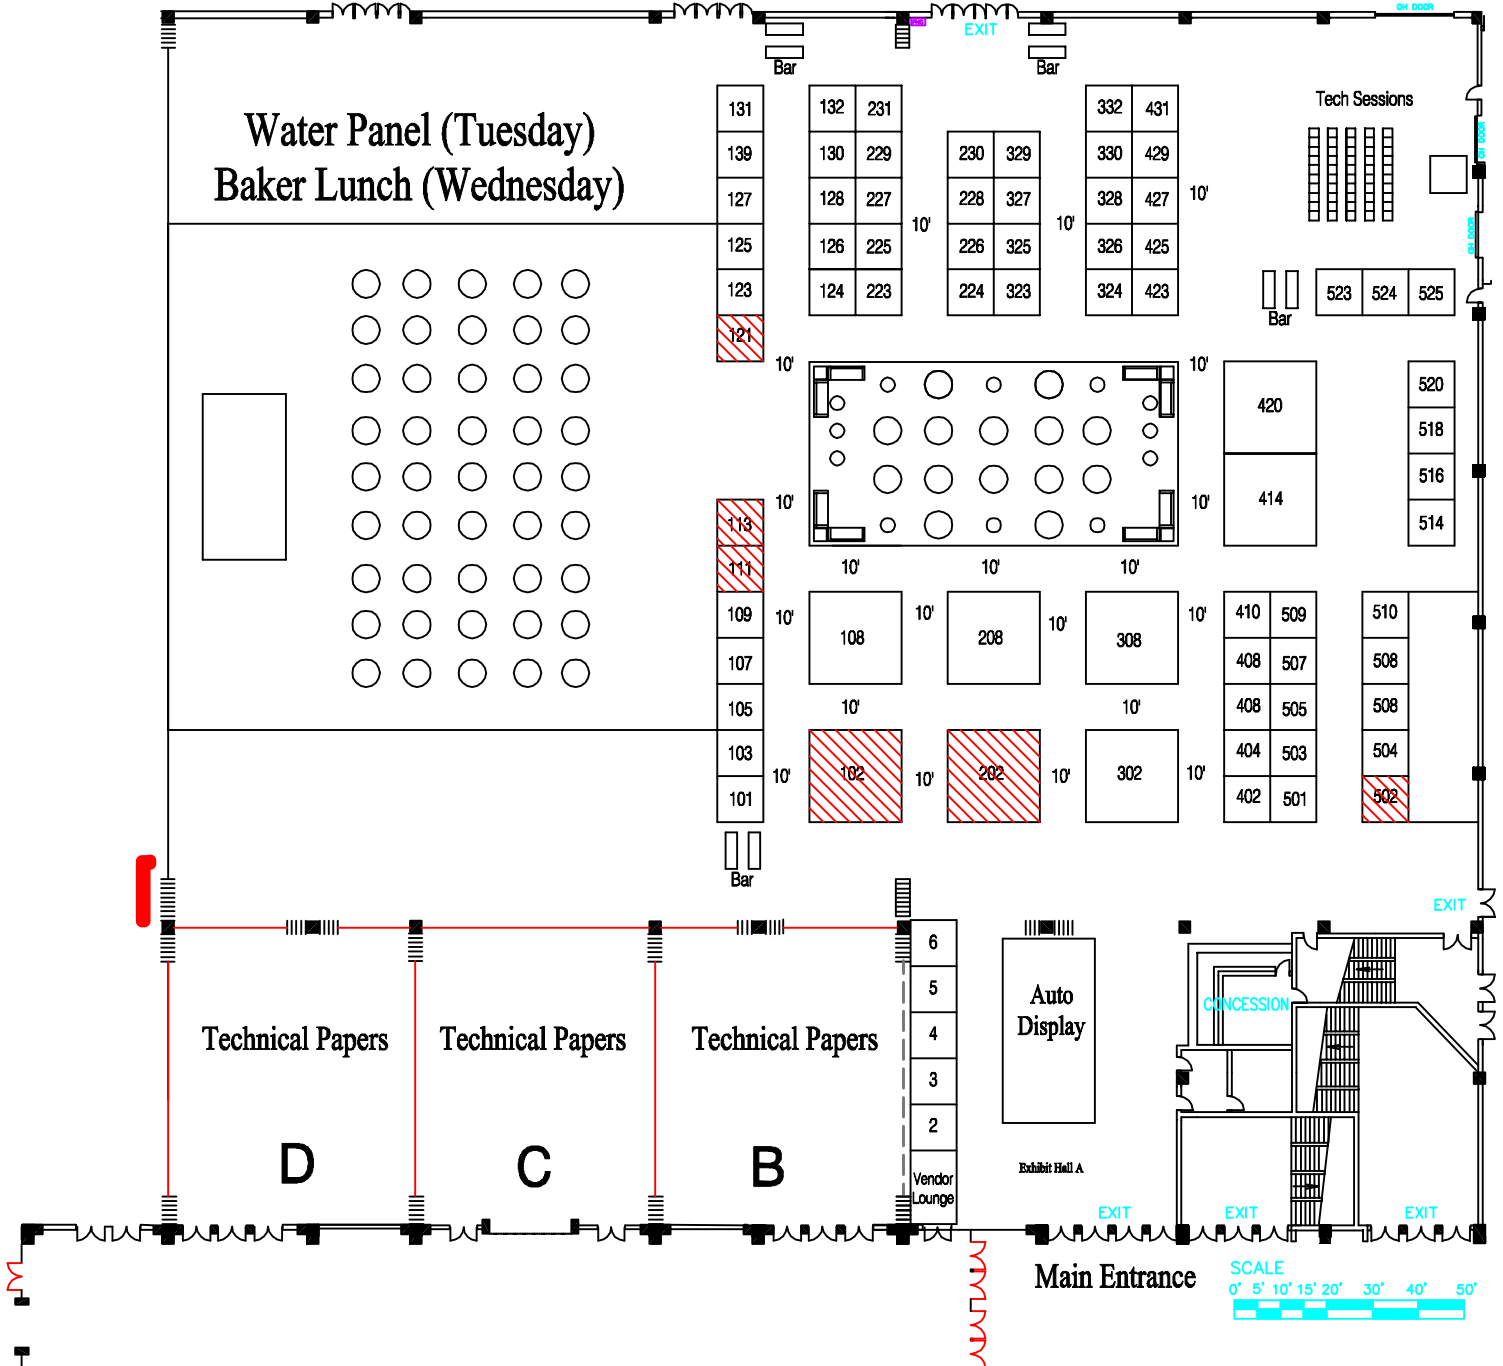 OH DOOR
EXIT
Bar
Bar
Tech Sessions
Water Panel (Tuesday)
Baker Lunch (Wednesday)
131
132 231
332 431
139
130 229
230 329
330 429
OH DOOR
127
128 227
228 327
328 427
10'
10'
10'
125
126 225
226 325
326 425
OH DOOR
123
124 223
224 323
324 423
523 524 525
Bar
121
10'
10'
420
520
518
516
414
514
10'
10'
113
111
10'
10'
10'
109
10'
108
10'
208
10'
308
10'
410 509
510
107
408 507
508
105
10'
10'
408 505
508
103
404 503
504
10'
102
10'
202
10'
302
10'
101
402 501
502
Bar
EXIT
6
5
4
3
2
Vendor
Lounge
Auto
Display
CONCESSION
Technical Papers
Technical Papers
Technical Papers
D
C
B
Exhibit Hall A
EXIT
EXIT
EXIT
Main Entrance
SCALE
0' 5' 10' 15' 20' 30' 40' 50'